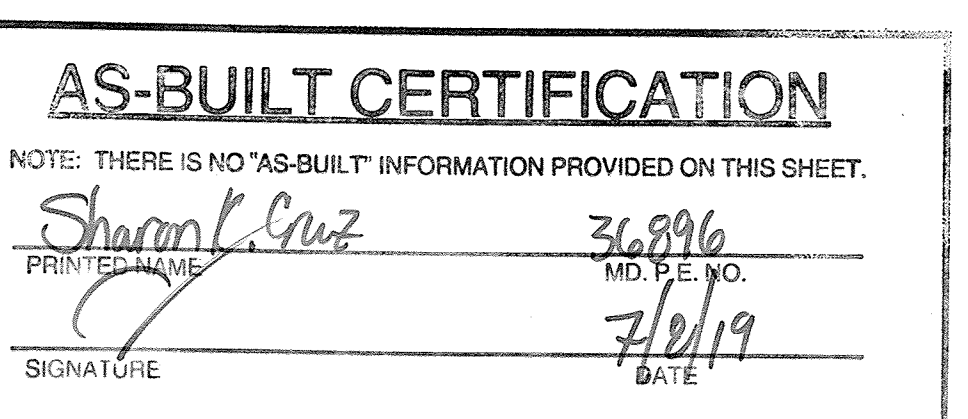 AS-BUILT CERTIFICATION
NOTE: THERE IS NO "AS-BUILT" INFORMATION PROVIDED ON THIS SHEET.
Sharon K. Cruz 36896
PRINTED NAME MD. P.E. NO.
7/2/19
SIGNATURE DATE